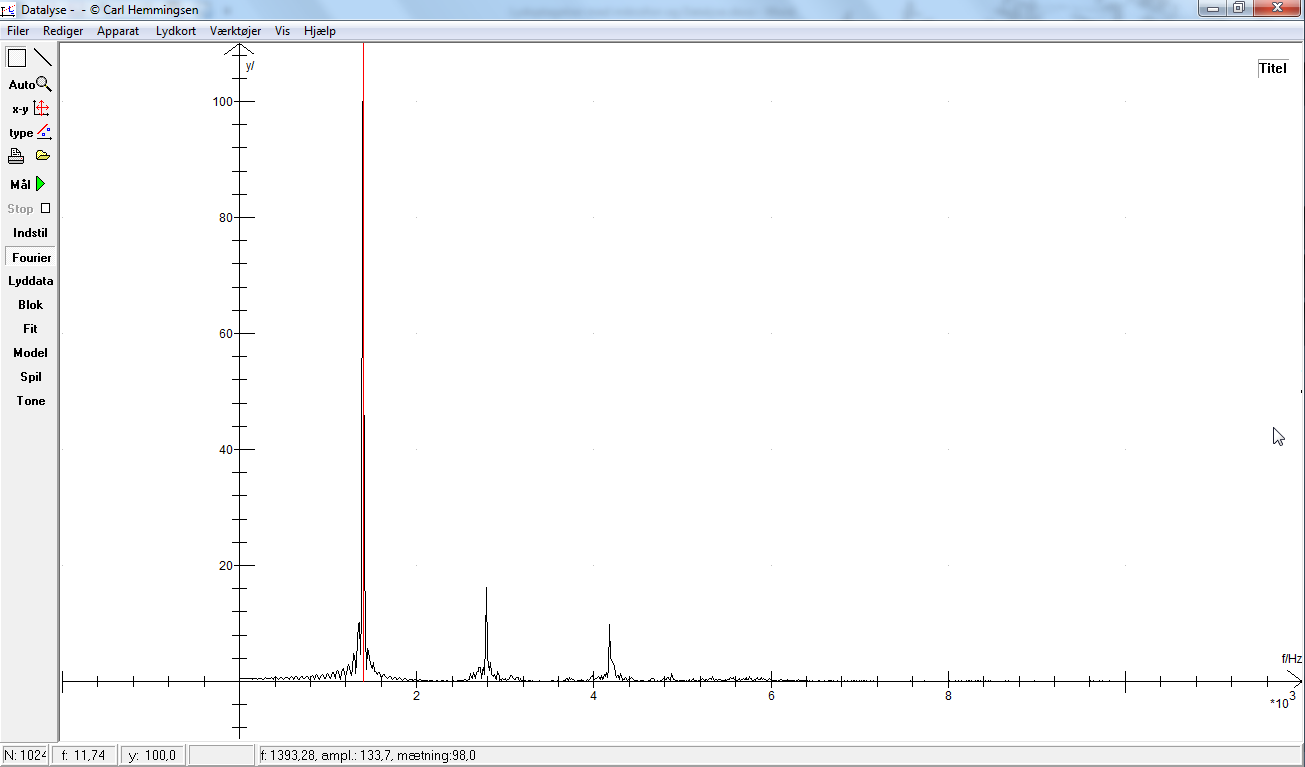 Datalyse - - © Carl Hemmingsen
Filer Rediger Apparat Lydkort Værktøjer Vis Hjælp
Auto
x-y
type
Mål
Stop
Indstil
Fourier
Lyddata
Blok
Fit
Model
Spil
Tone
y/
Titel
100
80
60
40
20
f/Hz
2 4 6 8
*10 3
N: 1024 f: 11,74 y: 100,0 f: 1393,28, ampl.: 133,7, mætning:98,0